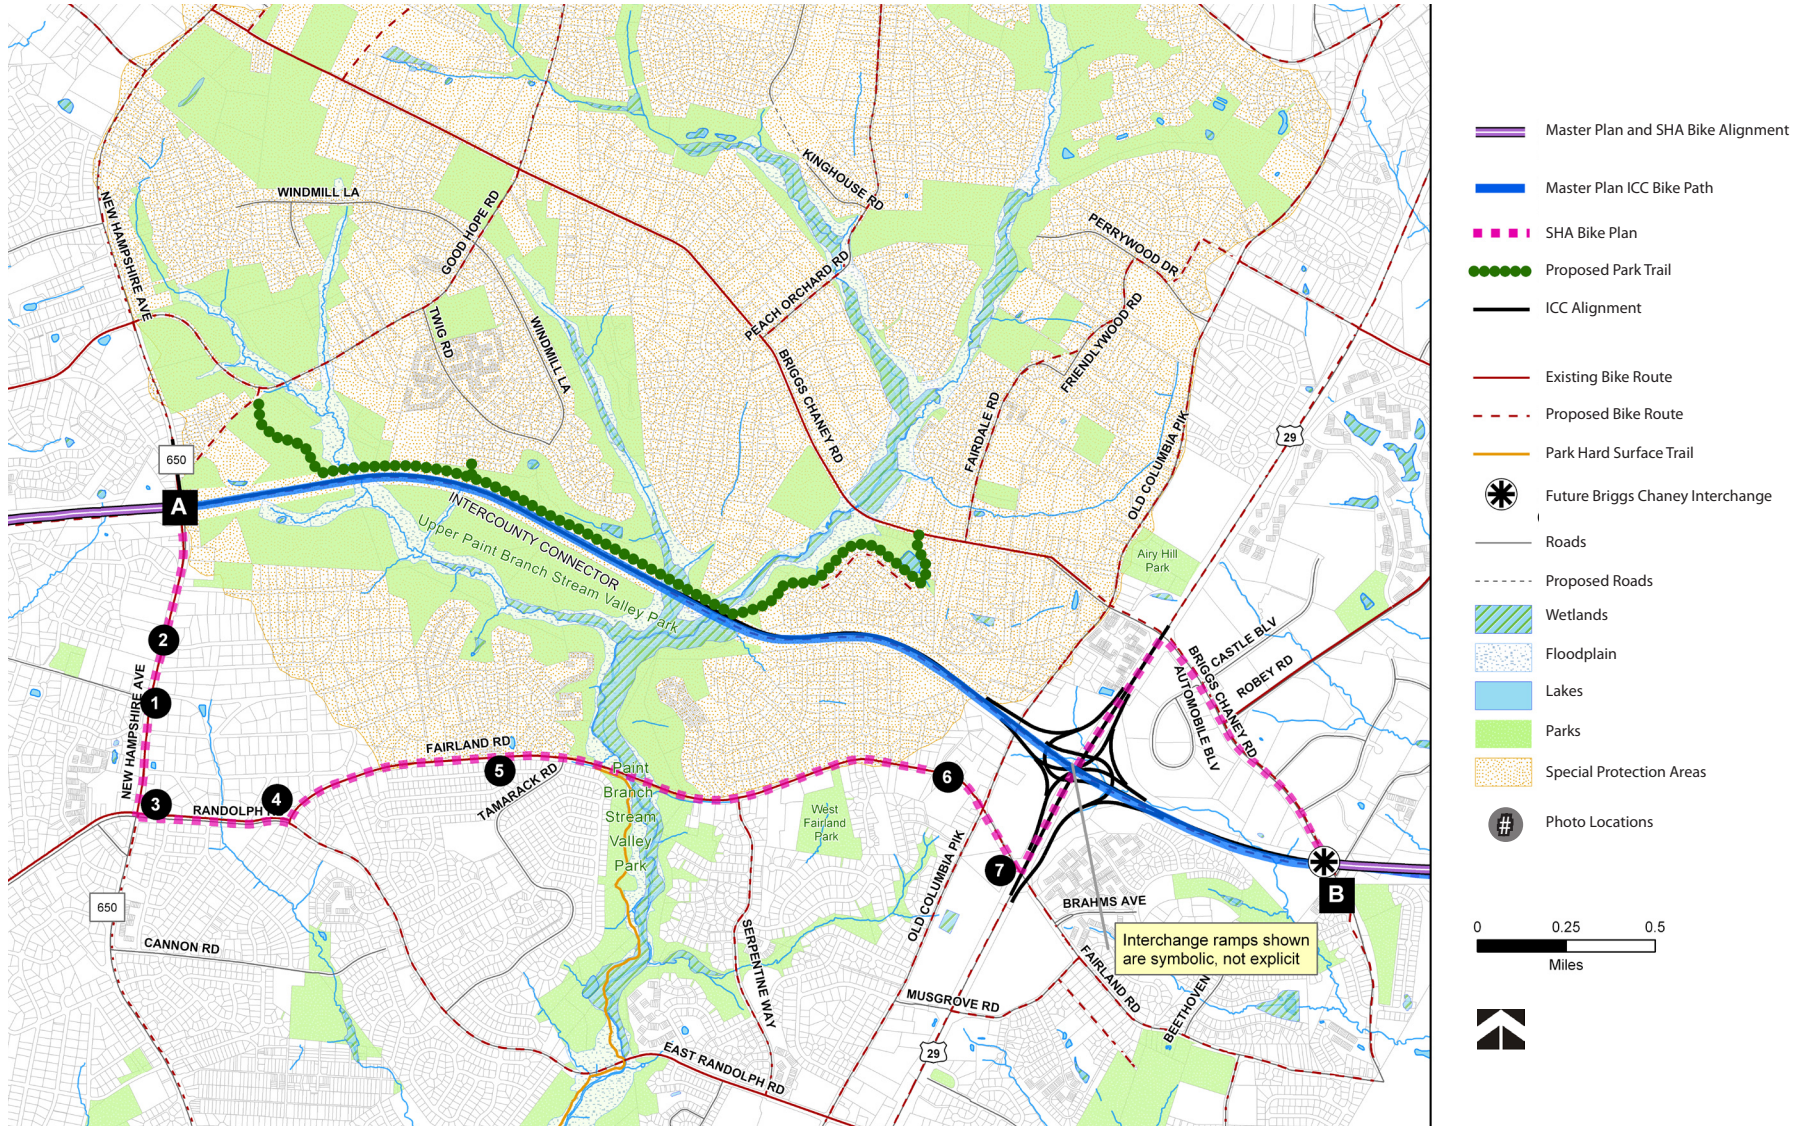 WINDMILL LA
KINGHOUSE RD
NEW HAMPSHIRE AVE
GOOD HOPE RD
PERRYWOOD DR
PEACH ORCHARD RD
TWIG RD
WINDMILL LA
FRIENDLYWOOD RD
BRIGGS CHANEY RD
FAIRDALE RD
OLD COLUMBIA PIK
29
650
A
INTERCOUNTY CONNECTOR
Upper Paint Branch Stream Valley Park
Airy Hill
Park
2
1
NEW HAMPSHIRE AVE
CASTLE BLV
BRIGGS CHANEY RD
ROBEY RD
AUTOMOBILE BLV
FAIRLAND RD
5
TAMARACK RD
3
RANDOLPH
4
Paint
Branch
Stream
Valley
Park
West
Fairland
Park
6
7
OLD COLUMBIA PIK
B
BRAHMS AVE
650
CANNON RD
SERPENTINE WAY
Interchange ramps shown
are symbolic, not explicit
FAIRLAND RD
MUSGROVE RD
BEETHOVEN
29
EAST RANDOLPH RD
Master Plan and SHA Bike Alignment
Master Plan ICC Bike Path
SHA Bike Plan
Proposed Park Trail
ICC Alignment
Existing Bike Route
Proposed Bike Route
Park Hard Surface Trail
Future Briggs Chaney Interchange
Roads
Proposed Roads
Wetlands
Floodplain
Lakes
Parks
Special Protection Areas
# Photo Locations
0 0.25 0.5
Miles